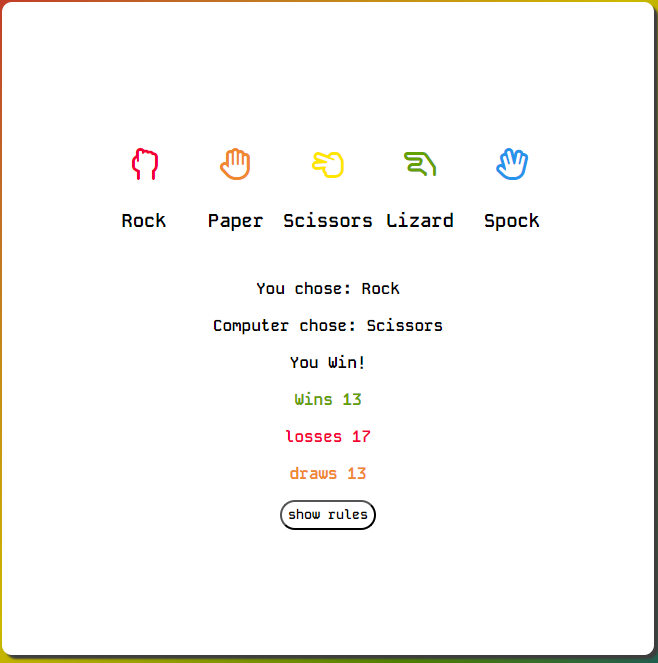 Rock Paper Scissors Lizard Spock
You chose: Rock
Computer chose: Scissors
You Win!
Wins 13
losses 17
draws 13
show rules